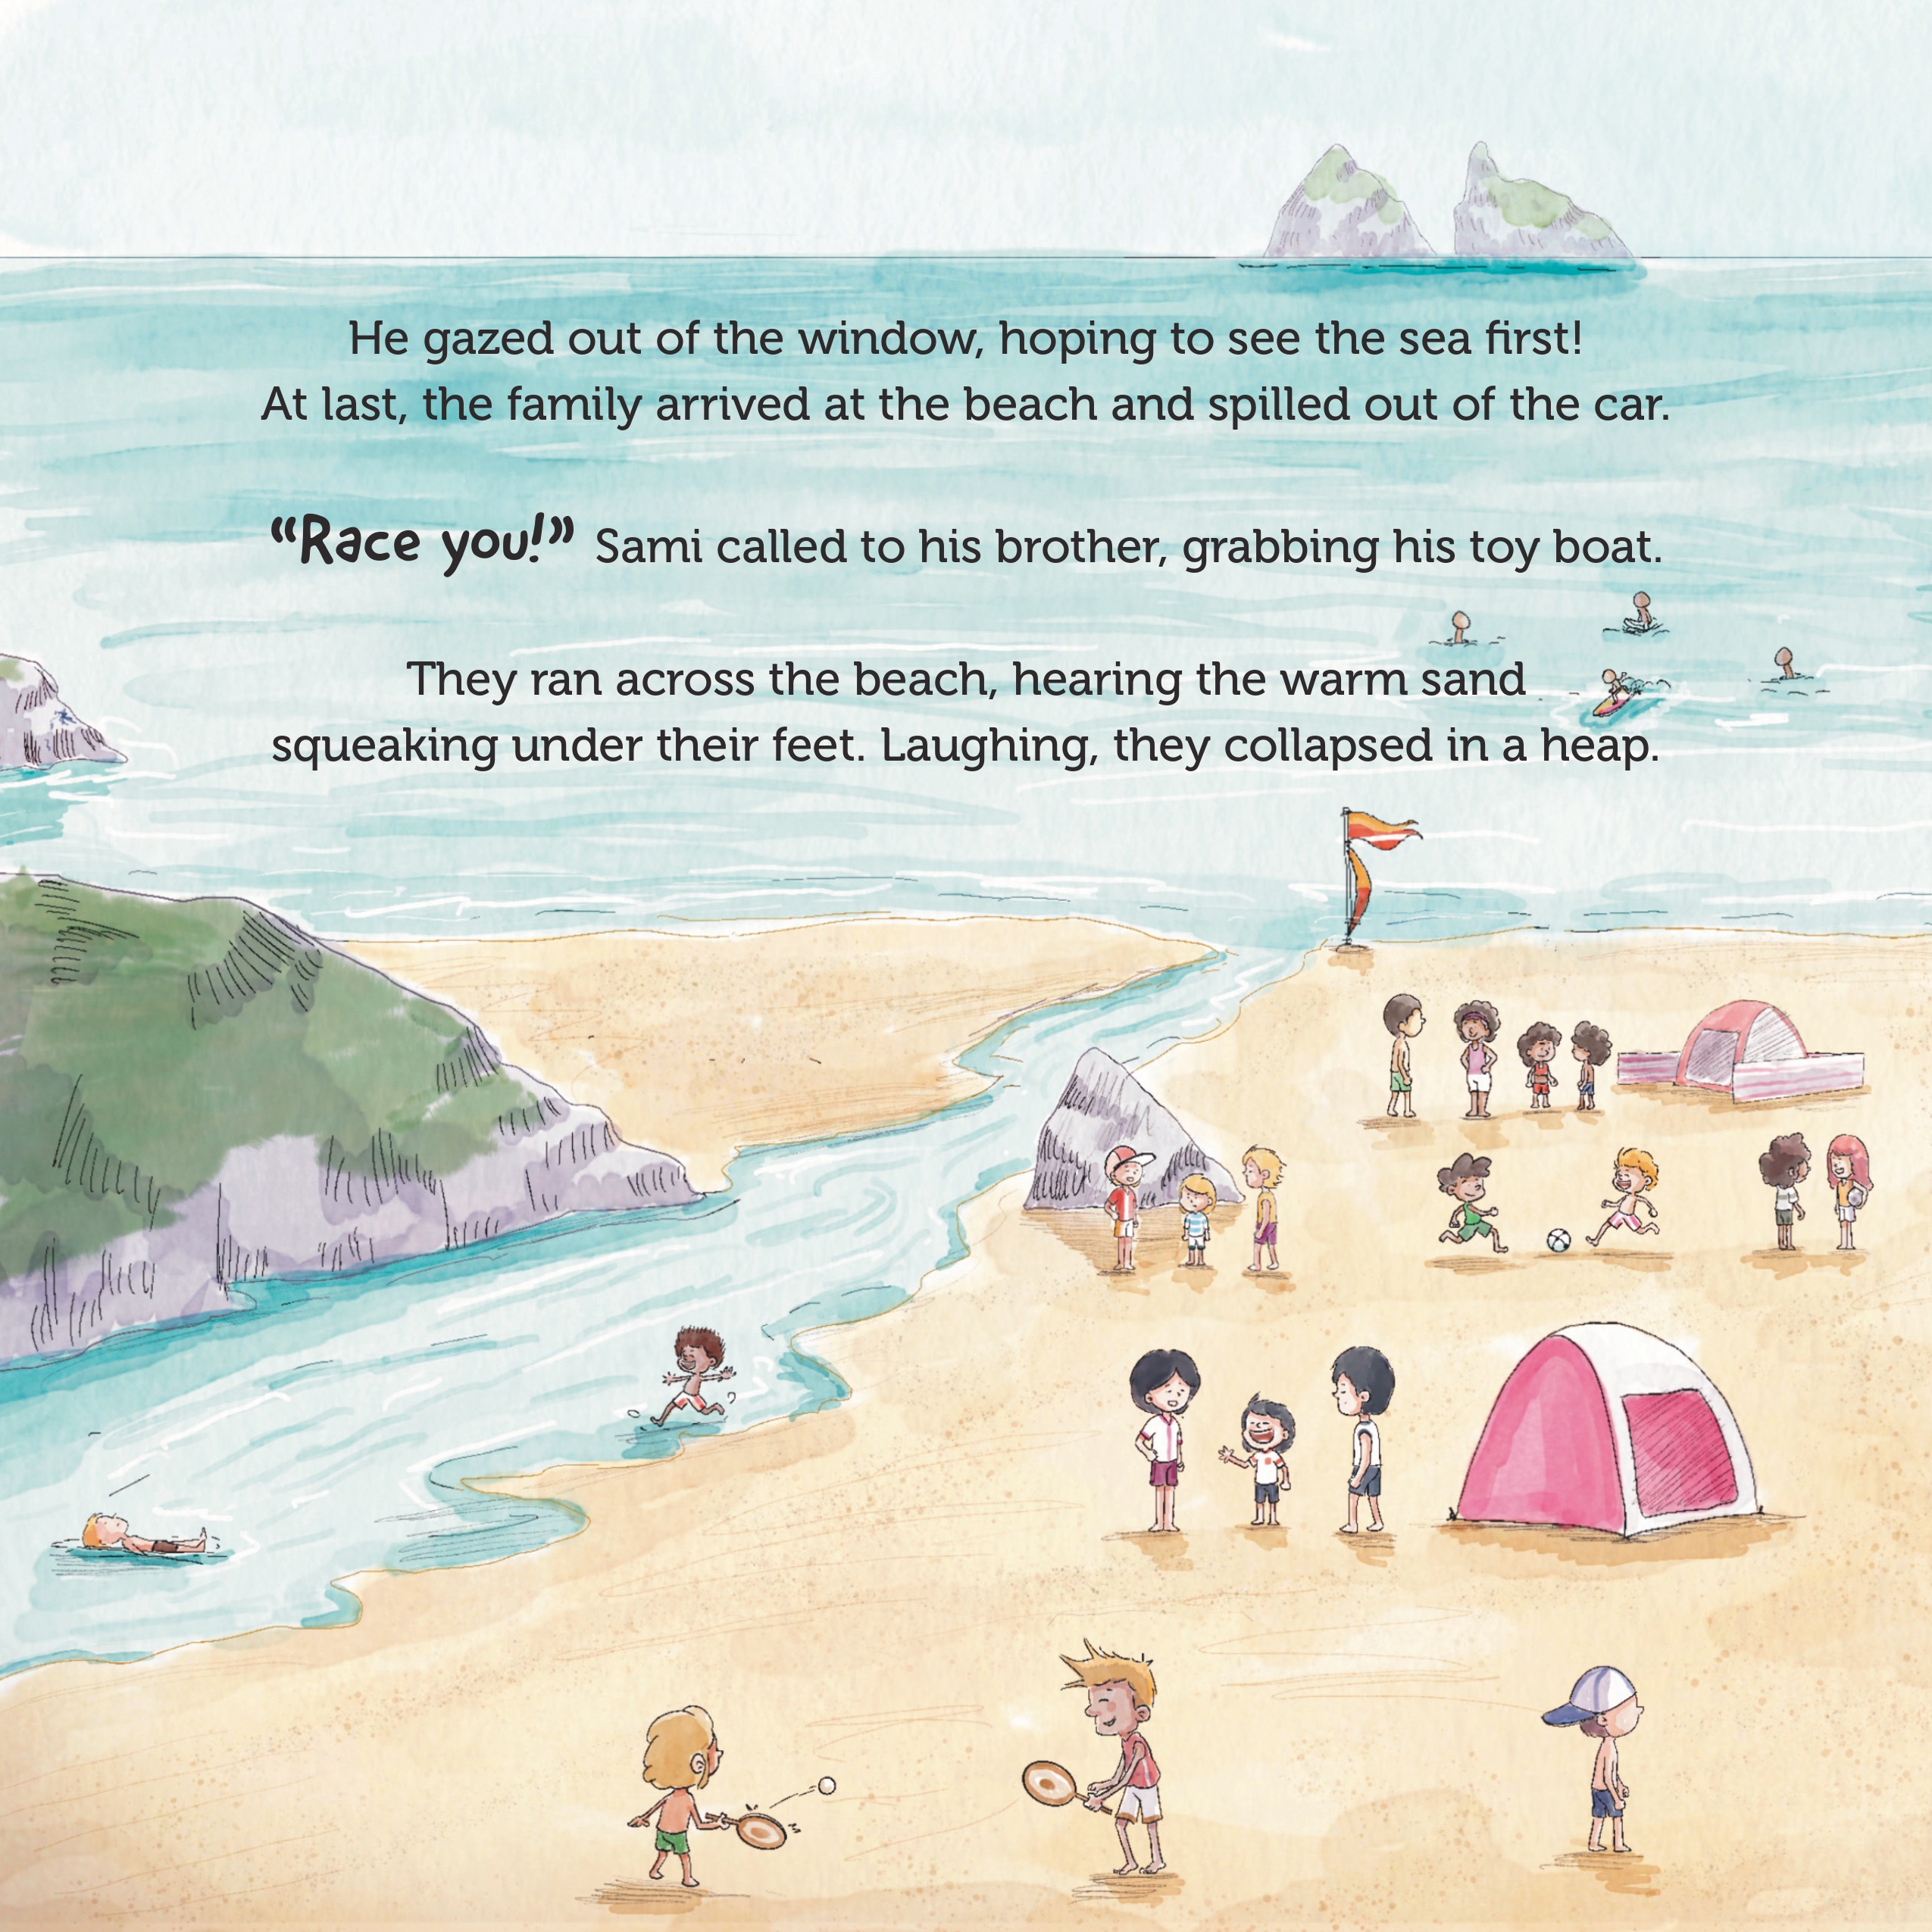 He gazed out of the window, hoping to see the sea first!
At last, the family arrived at the beach and spilled out of the car.
“Race you!” Sami called to his brother, grabbing his toy boat.
They ran across the beach, hearing the warm sand
squeaking under their feet. Laughing, they collapsed in a heap.